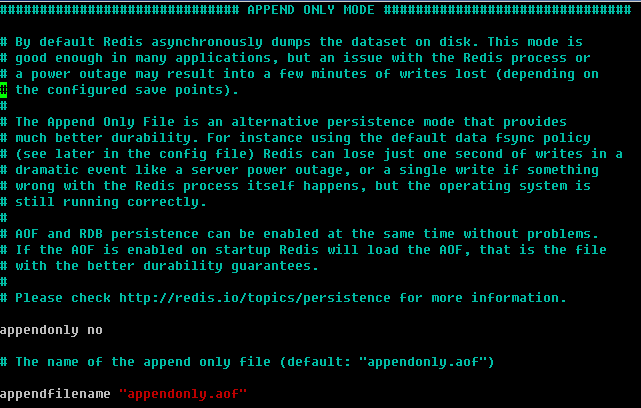 ############################## APPEND ONLY MODE ###############################
# By default Redis asynchronously dumps the dataset on disk. This mode is
# good enough in many applications, but an issue with the Redis process or
# a power outage may result into a few minutes of writes lost (depending on
# the configured save points).
#
# The Append Only File is an alternative persistence mode that provides
# much better durability. For instance using the default data fsync policy
# (see later in the config file) Redis can lose just one second of writes in a
# dramatic event like a server power outage, or a single write if something
# wrong with the Redis process itself happens, but the operating system is
# still running correctly.
#
# AOF and RDB persistence can be enabled at the same time without problems.
# If the AOF is enabled on startup Redis will load the AOF, that is the file
# with the better durability guarantees.
#
# Please check http://redis.io/topics/persistence for more information.
appendonly no
# The name of the append only file (default: "appendonly.aof")
appendfilename "appendonly.aof"